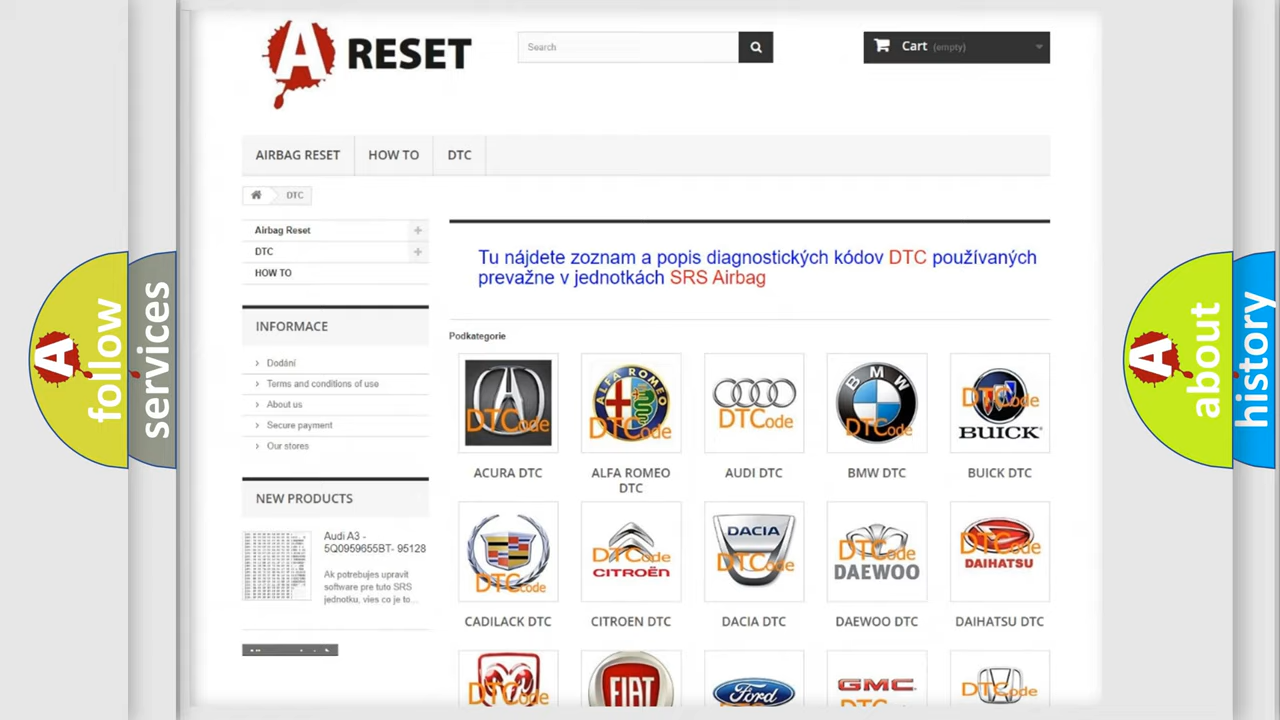 A RESET
Search
Cart (empty)
AIRBAG RESET
HOW TO
DTC
DTC
Airbag Reset
DTC
HOW TO
Tu nájdete zoznam a popis diagnostických kódov DTC používaných
prevažne v jednotkách SRS Airbag
INFORMACE
Dodání
Terms and conditions of use
About us
Secure payment
Our stores
NEW PRODUCTS
Audi A3 -
5Q0959655BT- 95128
Ak potrebujes upravit
software pre tuto SRS
jednotku, vies co je to...
Podkategorie
DTCode
ALFA ROMEO
DTCode
DTCode
BMW
DTCode
DTCode
BUICK
ACURA DTC
ALFA ROMEO
DTC
AUDI DTC
BMW DTC
BUICK DTC
DTCode
DTCode
CITROËN
DACIA
DTCode
DTCode
DAEWOO
DTCode
DAIHATSU
CADILACK DTC
CITROEN DTC
DACIA DTC
DAEWOO DTC
DAIHATSU DTC
DTCode
FIAT
Ford
GMC
DTCode
A follow
services
A about
history